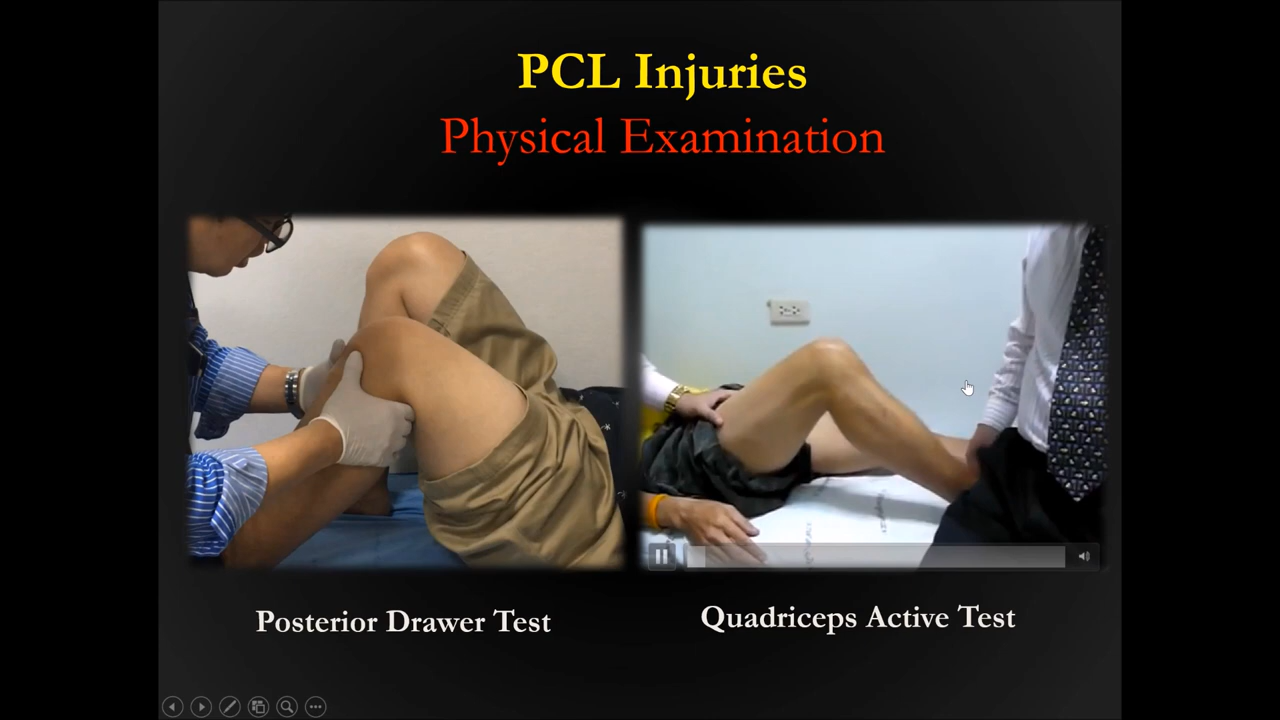 PCL Injuries
Physical Examination
Posterior Drawer Test
Quadriceps Active Test